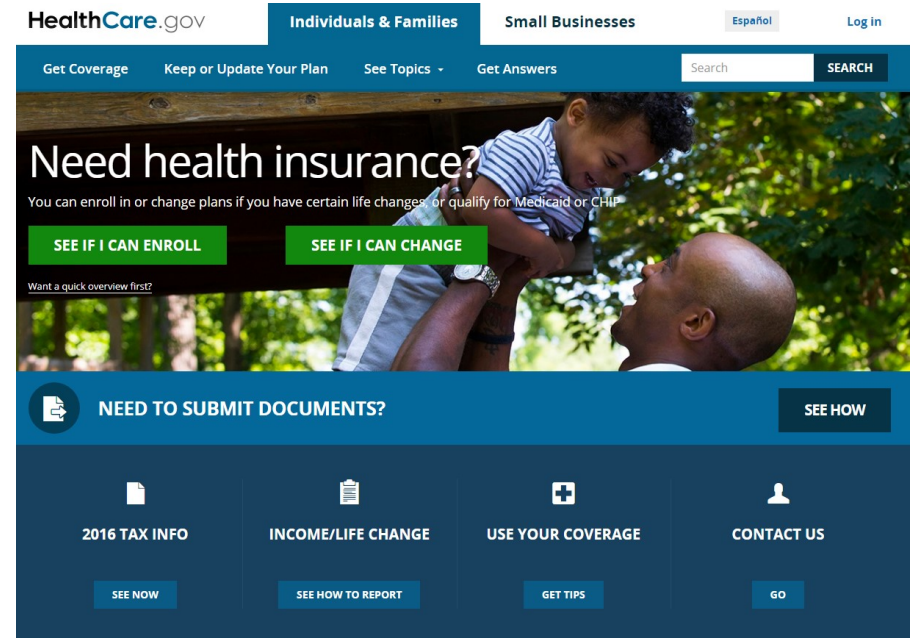 HealthCare.gov
Individuals & Families
Small Businesses
Español
Log in
Get Coverage
Keep or Update Your Plan
See Topics
Get Answers
Search
SEARCH
Need health insurance?
You can enroll in or change plans if you have certain life changes, or qualify for Medicaid or CHIP
SEE IF I CAN ENROLL
SEE IF I CAN CHANGE
Want a quick overview first?
NEED TO SUBMIT DOCUMENTS?
SEE HOW
2016 TAX INFO
INCOME/LIFE CHANGE
USE YOUR COVERAGE
CONTACT US
SEE NOW
SEE HOW TO REPORT
GET TIPS
GO